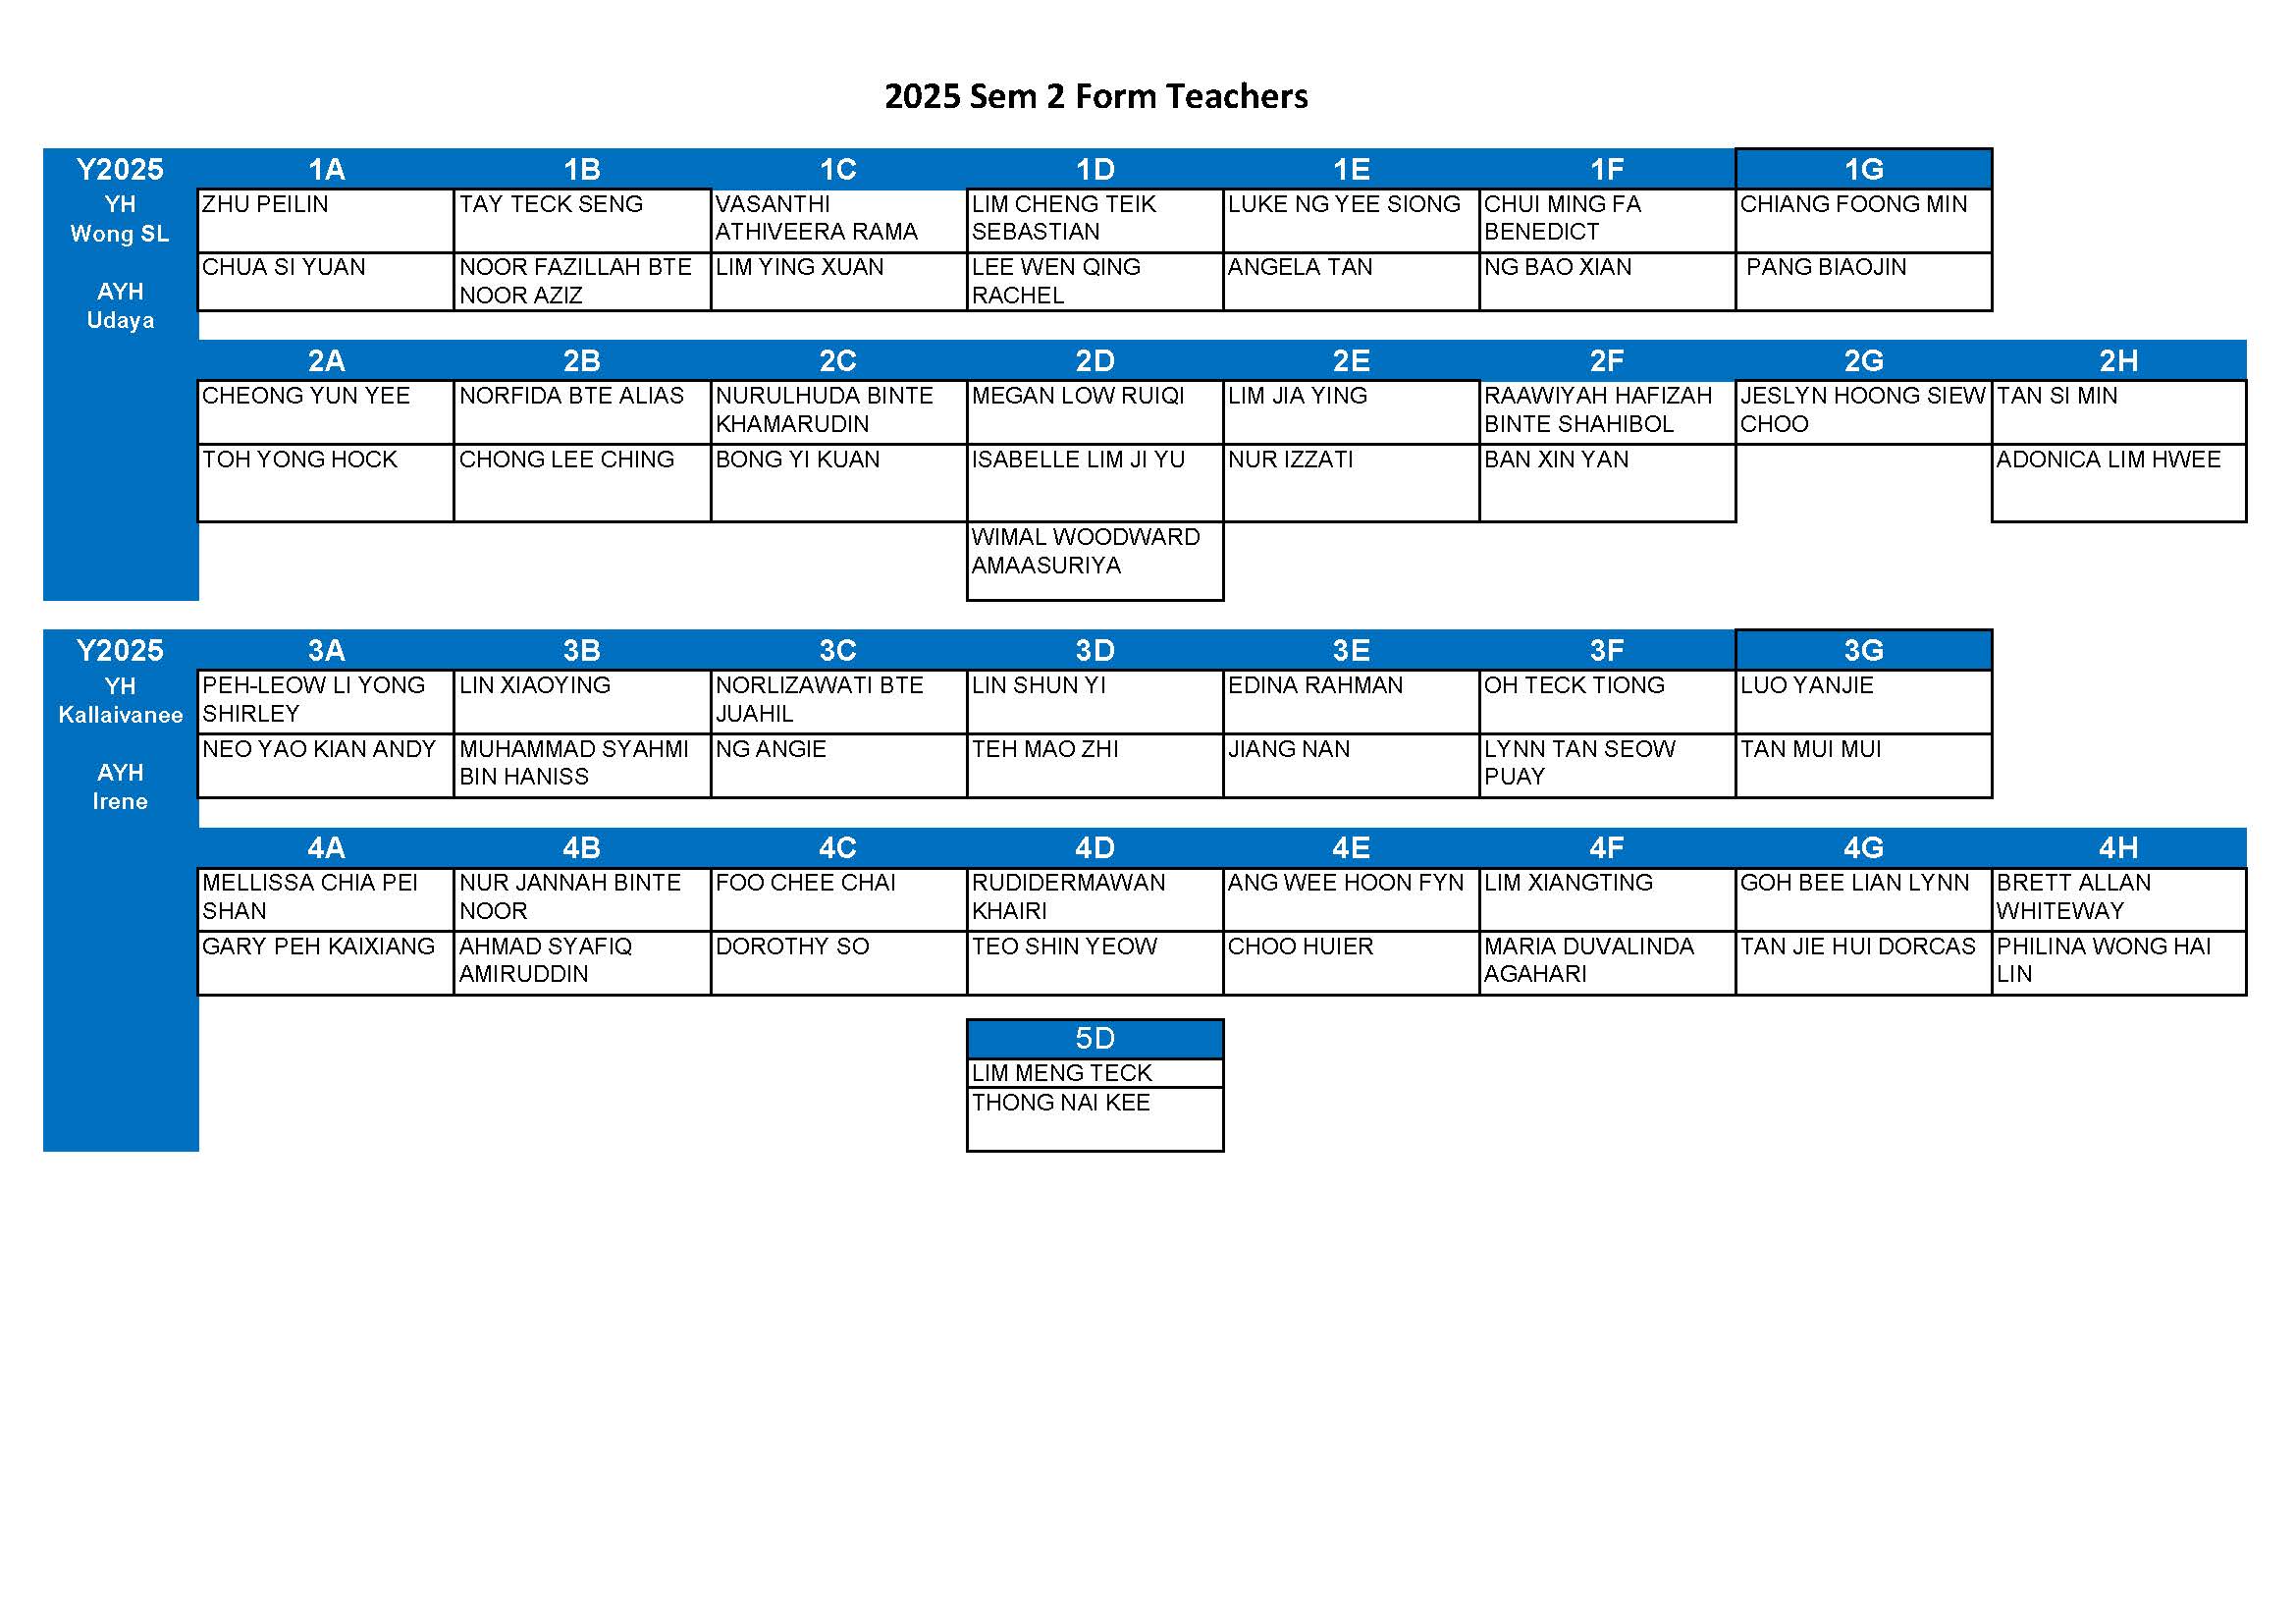 2025 Sem 2 Form Teachers
Y2025 1A 1B 1C 1D 1E 1F 1G
YH
Wong SL
AYH
Udaya
ZHU PEILIN
TAY TECK SENG
VASANTHI
ATHIVEERA RAMA
LIM CHENG TEIK
SEBASTIAN
LUKE NG YEE SIONG
CHUI MING FA
BENEDICT
CHIANG FOONG MIN
CHUA SI YUAN
NOOR FAZILLAH BTE
NOOR AZIZ
LIM YING XUAN
LEE WEN QING
RACHEL
ANGELA TAN
NG BAO XIAN
PANG BIAOJIN
2A 2B 2C 2D 2E 2F 2G 2H
CHEONG YUN YEE
NORFIDA BTE ALIAS
NURULHUDA BINTE
KHAMARUDIN
MEGAN LOW RUIQI
LIM JIA YING
RAAWIYAH HAFIZAH
BINTE SHAHIBOL
JESLYN HOONG SIEW
CHOO
TAN SI MIN
TOH YONG HOCK
CHONG LEE CHING
BONG YI KUAN
ISABELLE LIM JI YU
NUR IZZATI
BAN XIN YAN
ADONICA LIM HWEE
WIMAL WOODWARD
AMAASURIYA
Y2025 3A 3B 3C 3D 3E 3F 3G
YH
Kallaivanee
AYH
Irene
PEH-LEOW LI YONG
SHIRLEY
LIN XIAOYING
NORLIZAWATI BTE
JUAHIL
LIN SHUN YI
EDINA RAHMAN
OH TECK TIONG
LUO YANJIE
NEO YAO KIAN ANDY
MUHAMMAD SYAHMI
BIN HANISS
NG ANGIE
TEH MAO ZHI
JIANG NAN
LYNN TAN SEOW
PUAY
TAN MUI MUI
4A 4B 4C 4D 4E 4F 4G 4H
MELLISSA CHIA PEI
SHAN
NUR JANNAH BINTE
NOOR
FOO CHEE CHAI
RUDIDERMAWAN
KHAIRI
ANG WEE HOON FYN
LIM XIANGTING
GOH BEE LIAN LYNN
BRETT ALLAN
WHITEWAY
GARY PEH KAIXIANG
AHMAD SYAFIQ
AMIRUDDIN
DOROTHY SO
TEO SHIN YEOW
CHOO HUIER
MARIA DUVALINDA
AGAHARI
TAN JIE HUI DORCAS
PHILINA WONG HAI
LIN
5D
LIM MENG TECK
THONG NAI KEE